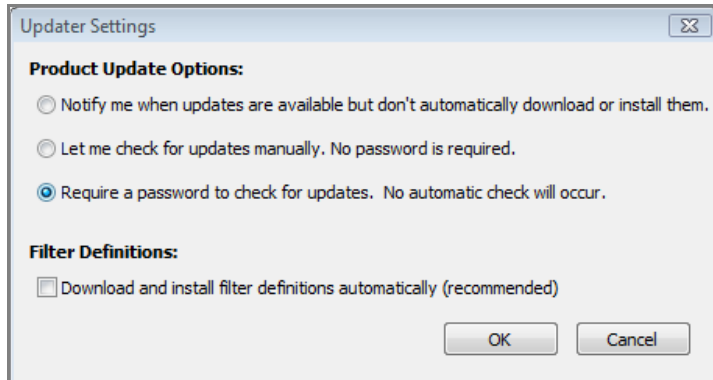 Updater Settings
Product Update Options:
Notify me when updates are available but don't automatically download or install them.
Let me check for updates manually. No password is required.
Require a password to check for updates.  No automatic check will occur.
Filter Definitions:
Download and install filter definitions automatically (recommended)
OK Cancel